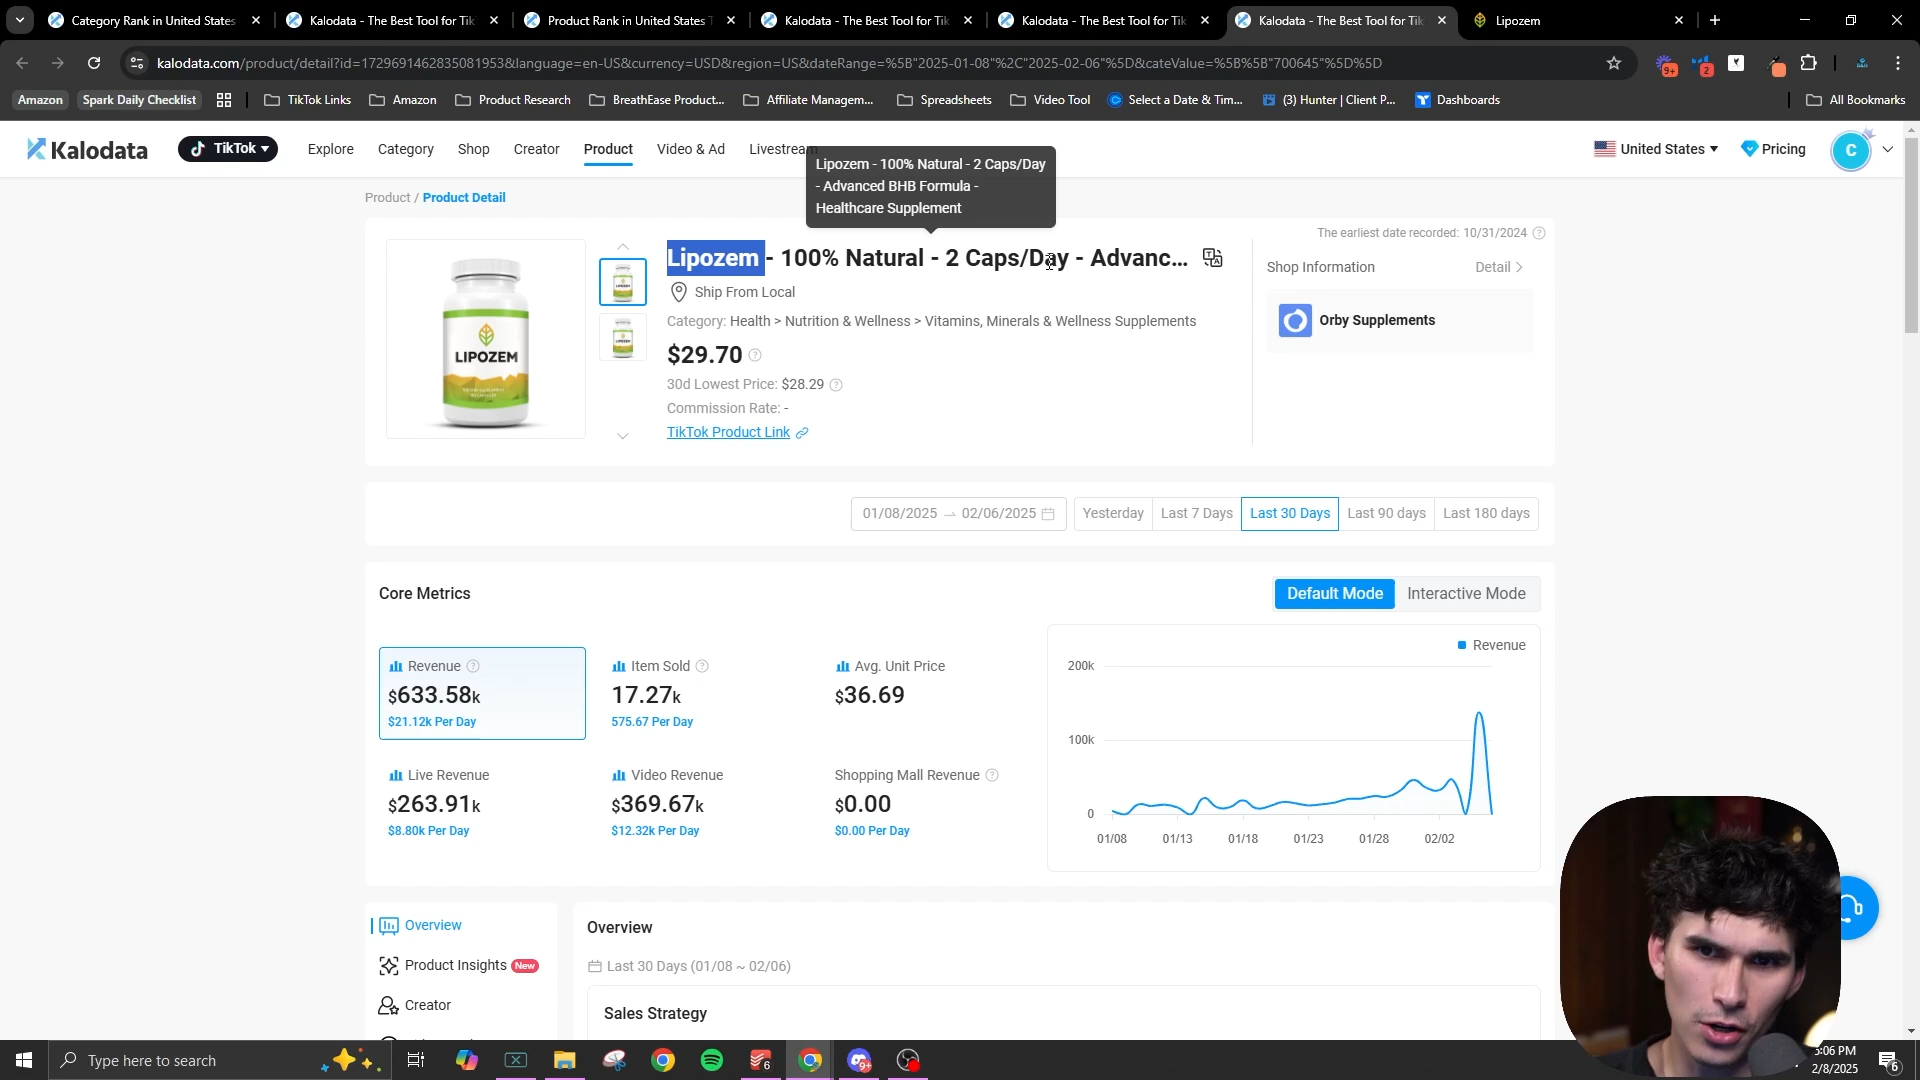 Category Rank in United States
Kalodata - The Best Tool for Tik
Product Rank in United States T
Kalodata - The Best Tool for Tik
Kalodata - The Best Tool for Tik
Kalodata - The Best Tool for Tik
Lipozem
kalodata.com/product/detail?id=1729691462835081953&language=en-US&currency=USD&region=US&dateRange=%5B"2025-01-08"%2C"2025-02-06"%5D&cateValue=%5B%5B"700645"%5D%5D
9+
2
Amazon
Spark Daily Checklist
TikTok Links
Amazon
Product Research
BreathEase Product...
Affiliate Managem...
Spreadsheets
Video Tool
Select a Date & Tim...
(3) Hunter | Client P...
Dashboards
All Bookmarks
Kalodata
TikTok
Explore
Category
Shop
Creator
Product
Video & Ad
Livestream
United States
Pricing
C
Lipozem - 100% Natural - 2 Caps/Day
- Advanced BHB Formula -
Healthcare Supplement
Product / Product Detail
The earliest date recorded: 10/31/2024
LIPOZEM
Lipozem - 100% Natural - 2 Caps/Day - Advanc...
Ship From Local
Category: Health > Nutrition & Wellness > Vitamins, Minerals & Wellness Supplements
$29.70
30d Lowest Price: $28.29
Commission Rate: -
TikTok Product Link
Shop Information
Detail >
Orby Supplements
01/08/2025 → 02/06/2025
Yesterday
Last 7 Days
Last 30 Days
Last 90 days
Last 180 days
Core Metrics
Default Mode
Interactive Mode
Revenue
$633.58k
$21.12k Per Day
Item Sold
17.27k
575.67 Per Day
Avg. Unit Price
$36.69
Live Revenue
$263.91k
$8.80k Per Day
Video Revenue
$369.67k
$12.32k Per Day
Shopping Mall Revenue
$0.00
$0.00 Per Day
Revenue
200k
100k
0
01/08
01/13
01/18
01/23
01/28
02/02
Overview
Product Insights New
Creator
Overview
Last 30 Days (01/08 ~ 02/06)
Sales Strategy
Type here to search
6
9+
5:06 PM
2/8/2025
6